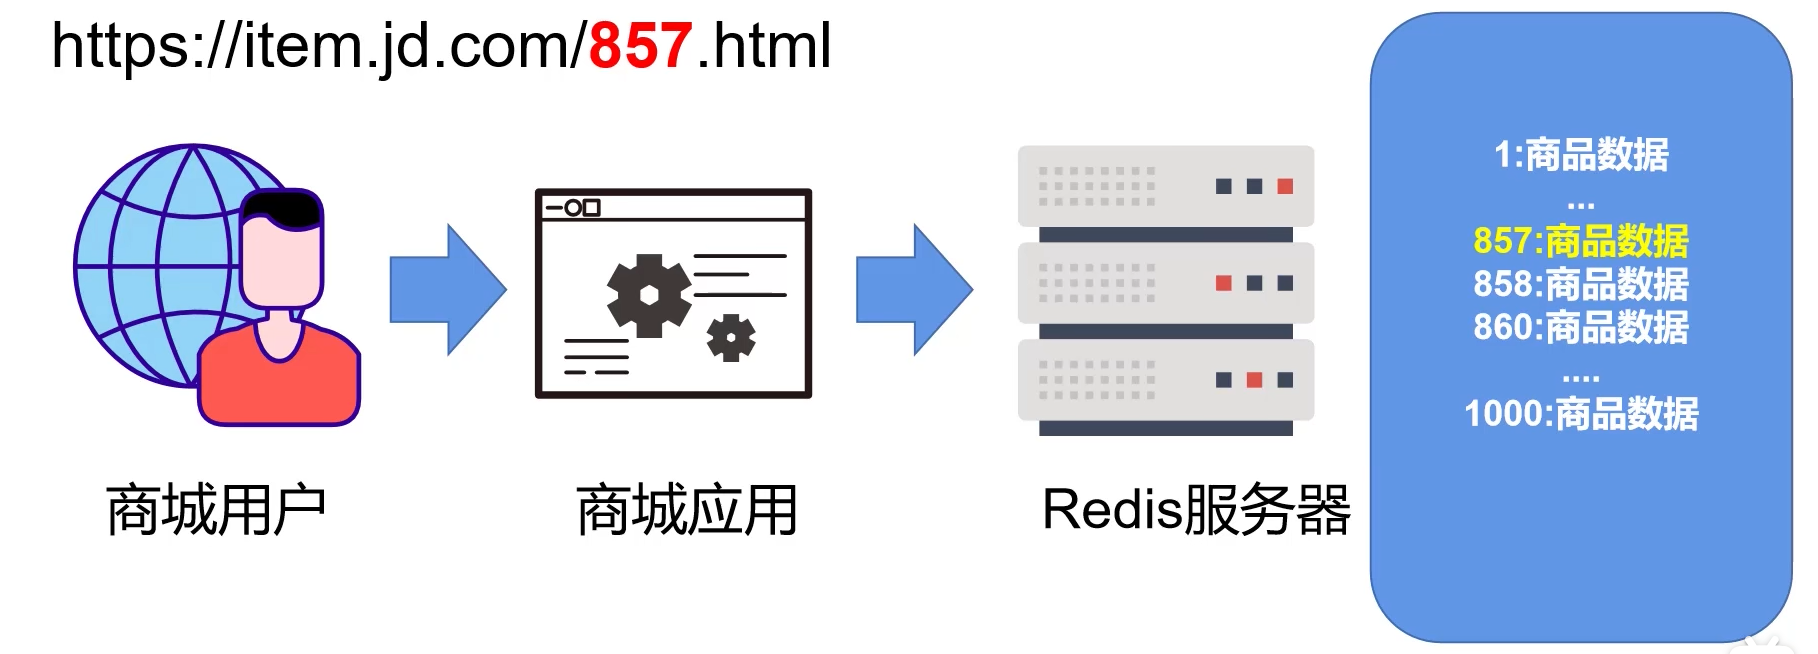 https://item.jd.com/857.html
商城用户
商城应用
Redis服务器
1:商品数据
...
857:商品数据
858:商品数据
860:商品数据
....
1000:商品数据